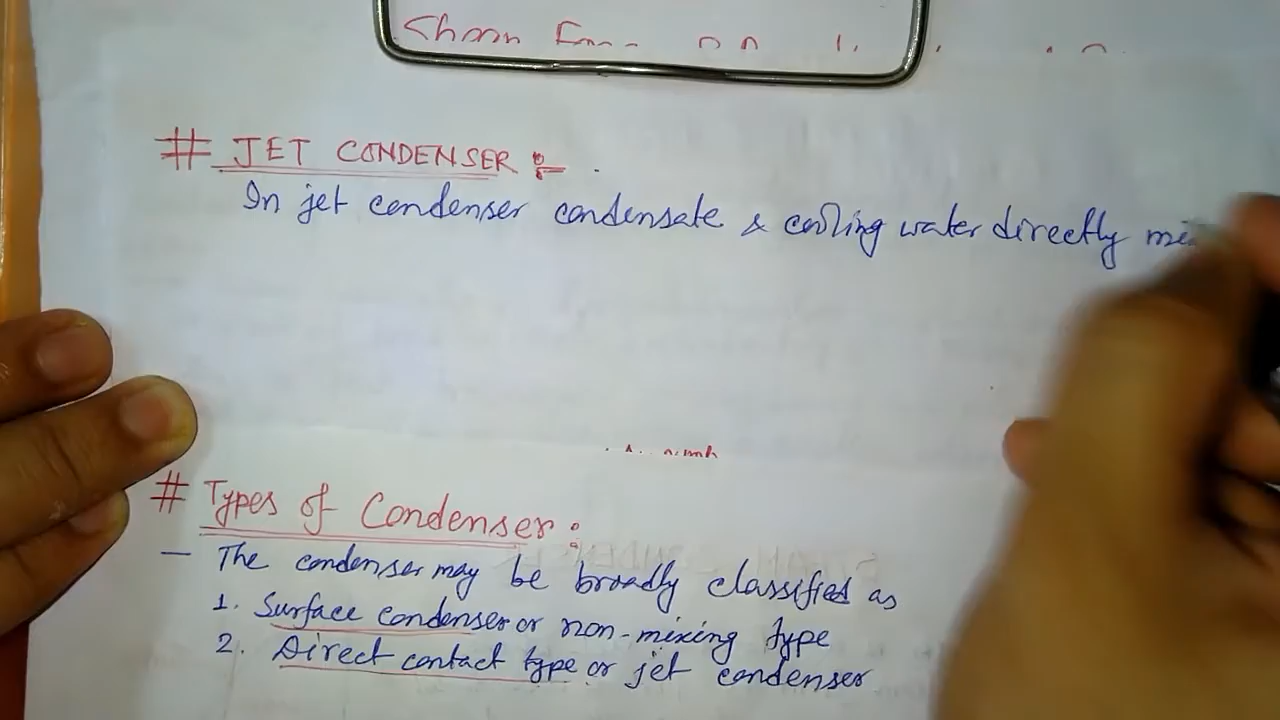 # JET CONDENSER :-
In jet condenser condensate & cooling water directly
# Types of Condenser :
- The condenser may be broadly classified as
1. Surface condenser or non-mixing type
2. Direct contact type or jet condenser